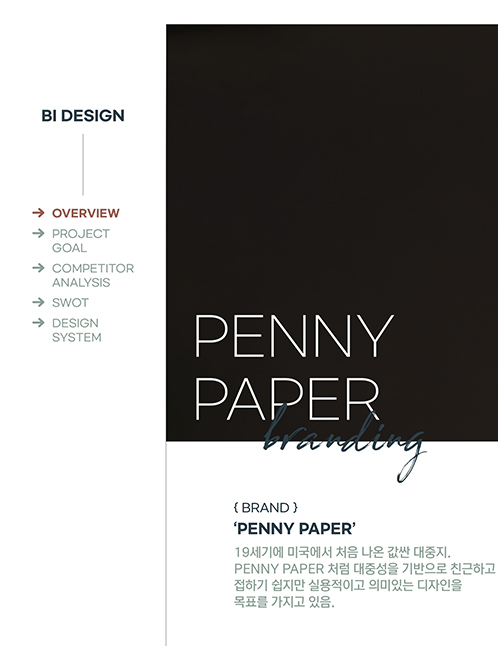 BI DESIGN
→ OVERVIEW
→ PROJECT
GOAL
→ COMPETITOR
ANALYSIS
→ SWOT
→ DESIGN
SYSTEM
PENNY
PAPER
branding
{ BRAND }
‘PENNY PAPER’
19세기에 미국에서 처음 나온 값싼 대중지.
PENNY PAPER 처럼 대중성을 기반으로 친근하고
접하기 쉽지만 실용적이고 의미있는 디자인을
목표를 가지고 있음.